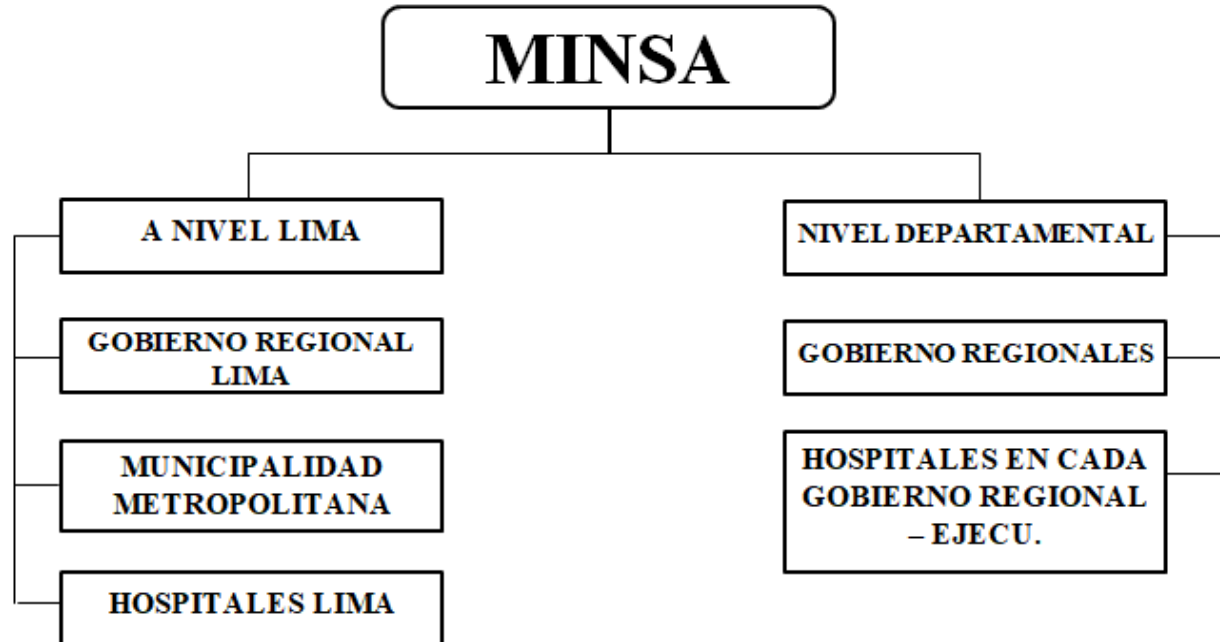 MINSA
A NIVEL LIMA
GOBIERNO REGIONAL
LIMA
MUNICIPALIDAD
METROPOLITANA
HOSPITALES LIMA
NIVEL DEPARTAMENTAL
GOBIERNO REGIONALES
HOSPITALES EN CADA
GOBIERNO REGIONAL
– EJECU.